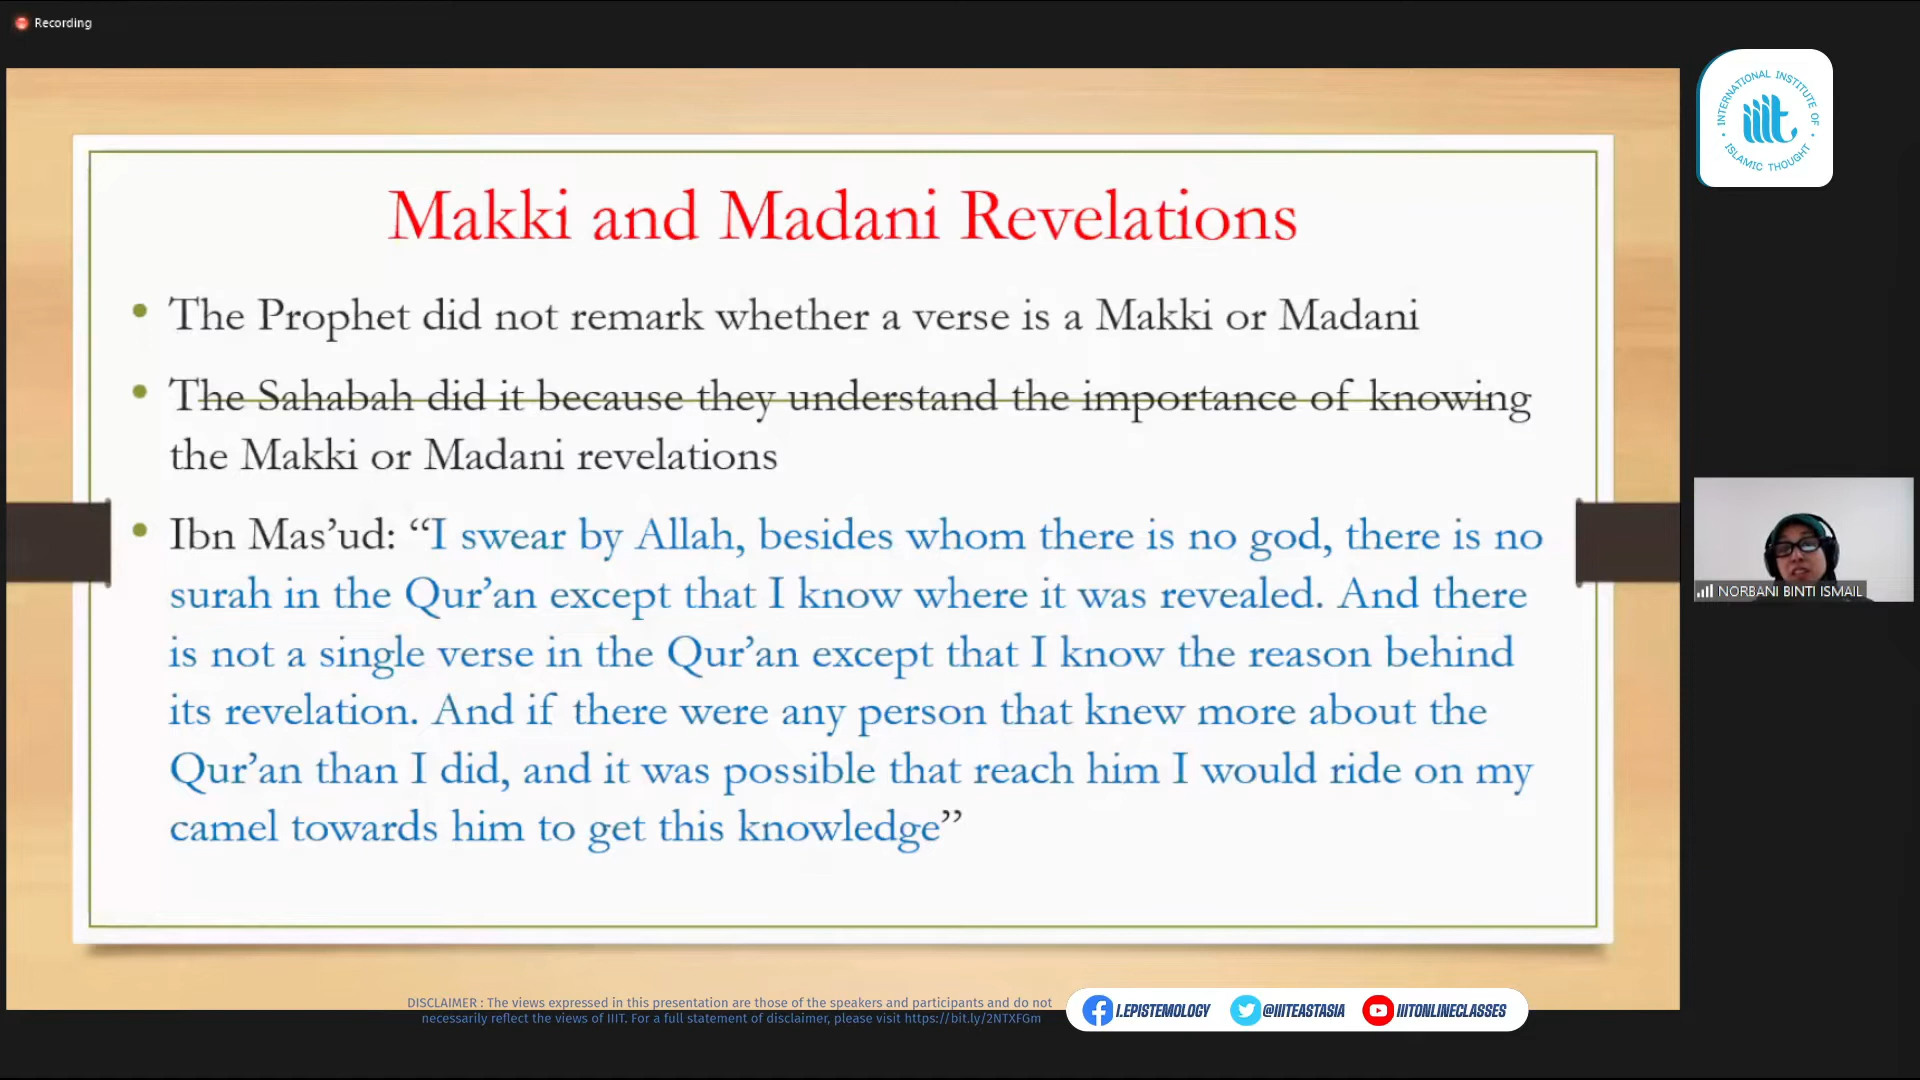 Recording
INTERNATIONAL INSTITUTE OF
iiit
ISLAMIC THOUGHT
Makki and Madani Revelations
• The Prophet did not remark whether a verse is a Makki or Madani
• The Sahabah did it because they understand the importance of knowing
the Makki or Madani revelations
• Ibn Mas’ud: “I swear by Allah, besides whom there is no god, there is no
surah in the Qur’an except that I know where it was revealed. And there
is not a single verse in the Qur’an except that I know the reason behind
its revelation. And if there were any person that knew more about the
Qur’an than I did, and it was possible that reach him I would ride on my
camel towards him to get this knowledge”
NORBANI BINTI ISMAIL
DISCLAIMER : The views expressed in this presentation are those of the speakers and participants and do not
necessarily reflect the views of IIIT. For a full statement of disclaimer, please visit https://bit.ly/2NTXFGm
I.EPISTEMOLOGY @IIITEASTASIA IIITONLINECLASSES